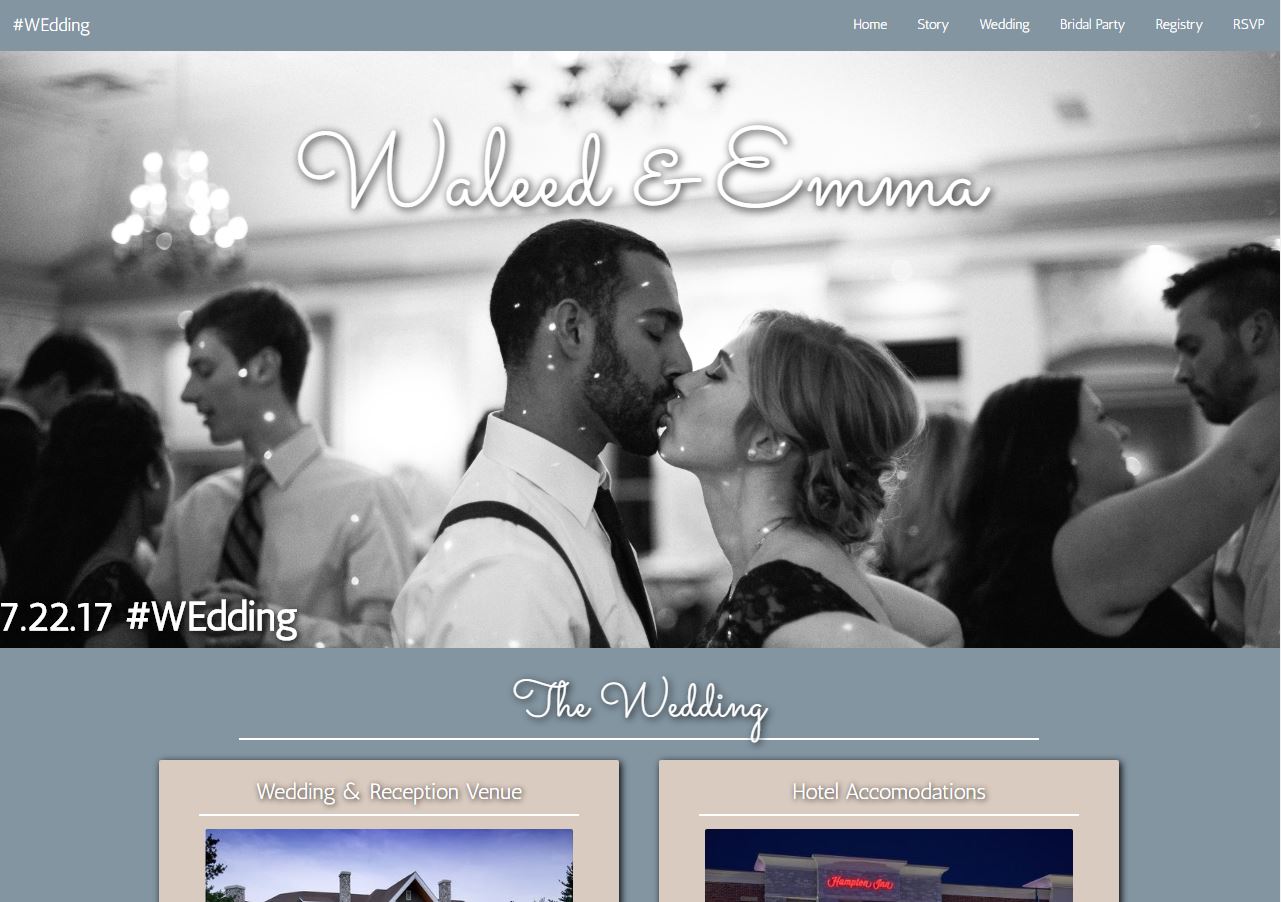 #WEdding
Home Story Wedding Bridal Party Registry RSVP
Waleed & Emma
7.22.17 #WEdding
The Wedding
Wedding & Reception Venue
Hotel Accomodations
Hampton Inn